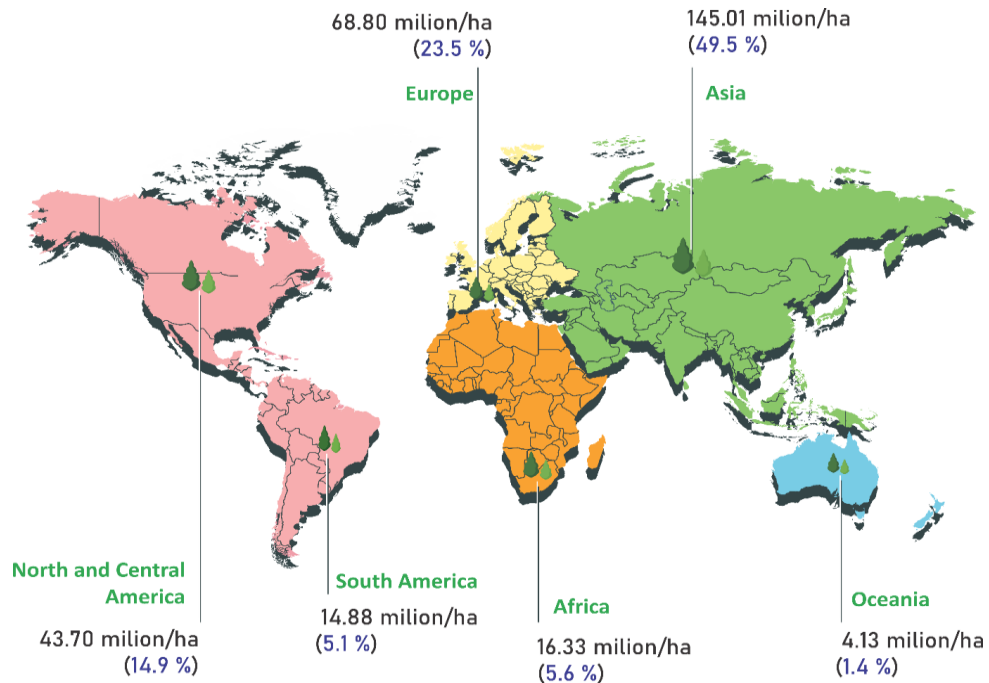 68.80 milion/ha
(23.5 %)
Europe
145.01 milion/ha
(49.5 %)
Asia
North and Central
America
43.70 milion/ha
(14.9 %)
South America
14.88 milion/ha
(5.1 %)
Africa
16.33 milion/ha
(5.6 %)
Oceania
4.13 milion/ha
(1.4 %)